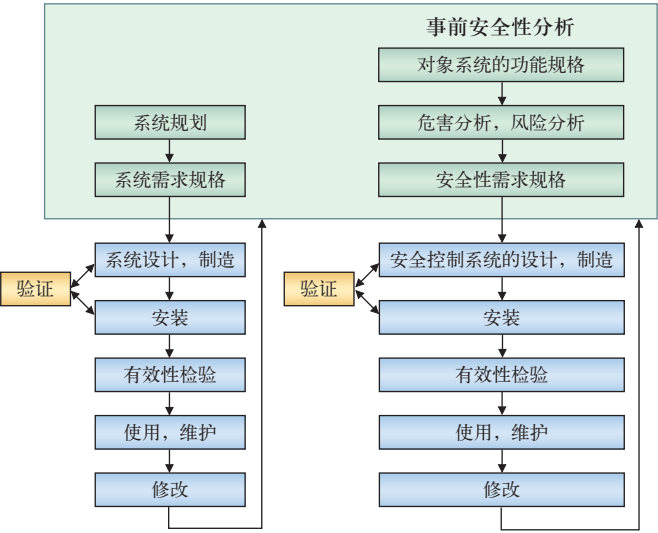 事前安全性分析
对象系统的功能规格
系统规划
危害分析，风险分析
系统需求规格
安全性需求规格
系统设计，制造
安全控制系统的设计，制造
验证
验证
安装
安装
有效性检验
有效性检验
使用，维护
使用，维护
修改
修改